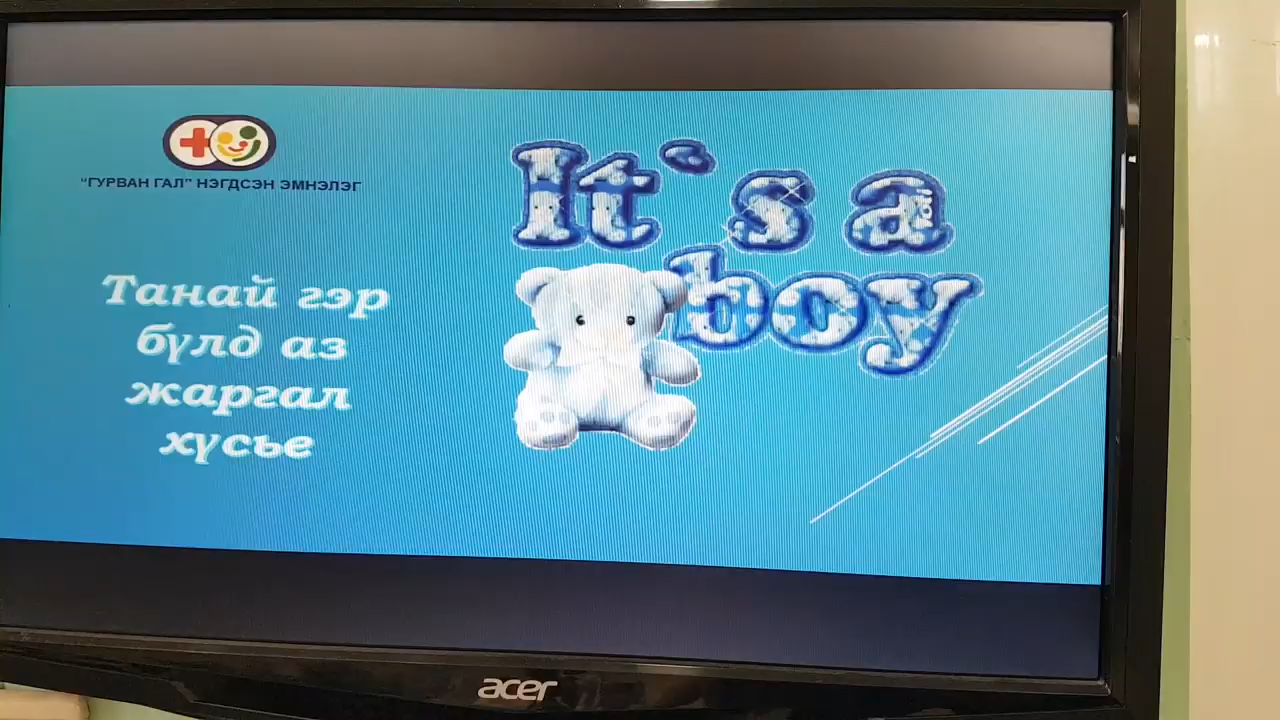 "ГУРВАН ГАЛ" НЭГДСЭН ЭМНЭЛЭГ
Танай гэр
бүлд аз
жаргал
хүсье
It`s a
boy
acer